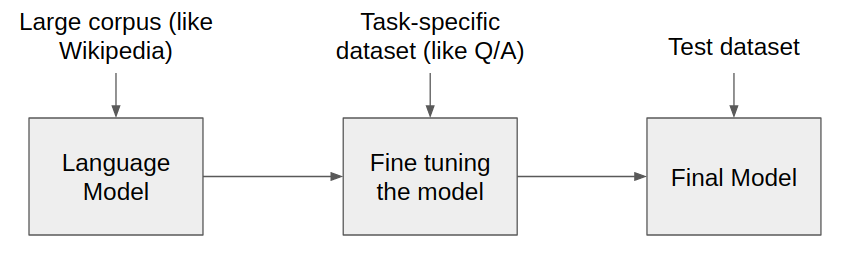 Large corpus (like
Wikipedia)
Task-specific
dataset (like Q/A)
Test dataset
Language
Model
Fine tuning
the model
Final Model